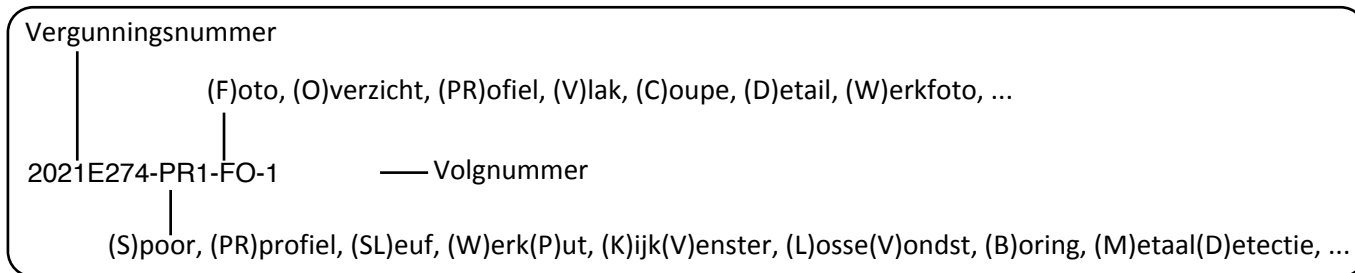 Vergunningsnummer
(F)oto, (O)verzicht, (PR)ofiel, (V)lak, (C)oupe, (D)etail, (W)erkfoto, ...
2021E274-PR1-FO-1 Volgnummer
(S)poor, (PR)profiel, (SL)euf, (W)erk(P)ut, (K)ijk(V)enster, (L)osse(V)ondst, (B)oring, (M)etaal(D)etectie, ...